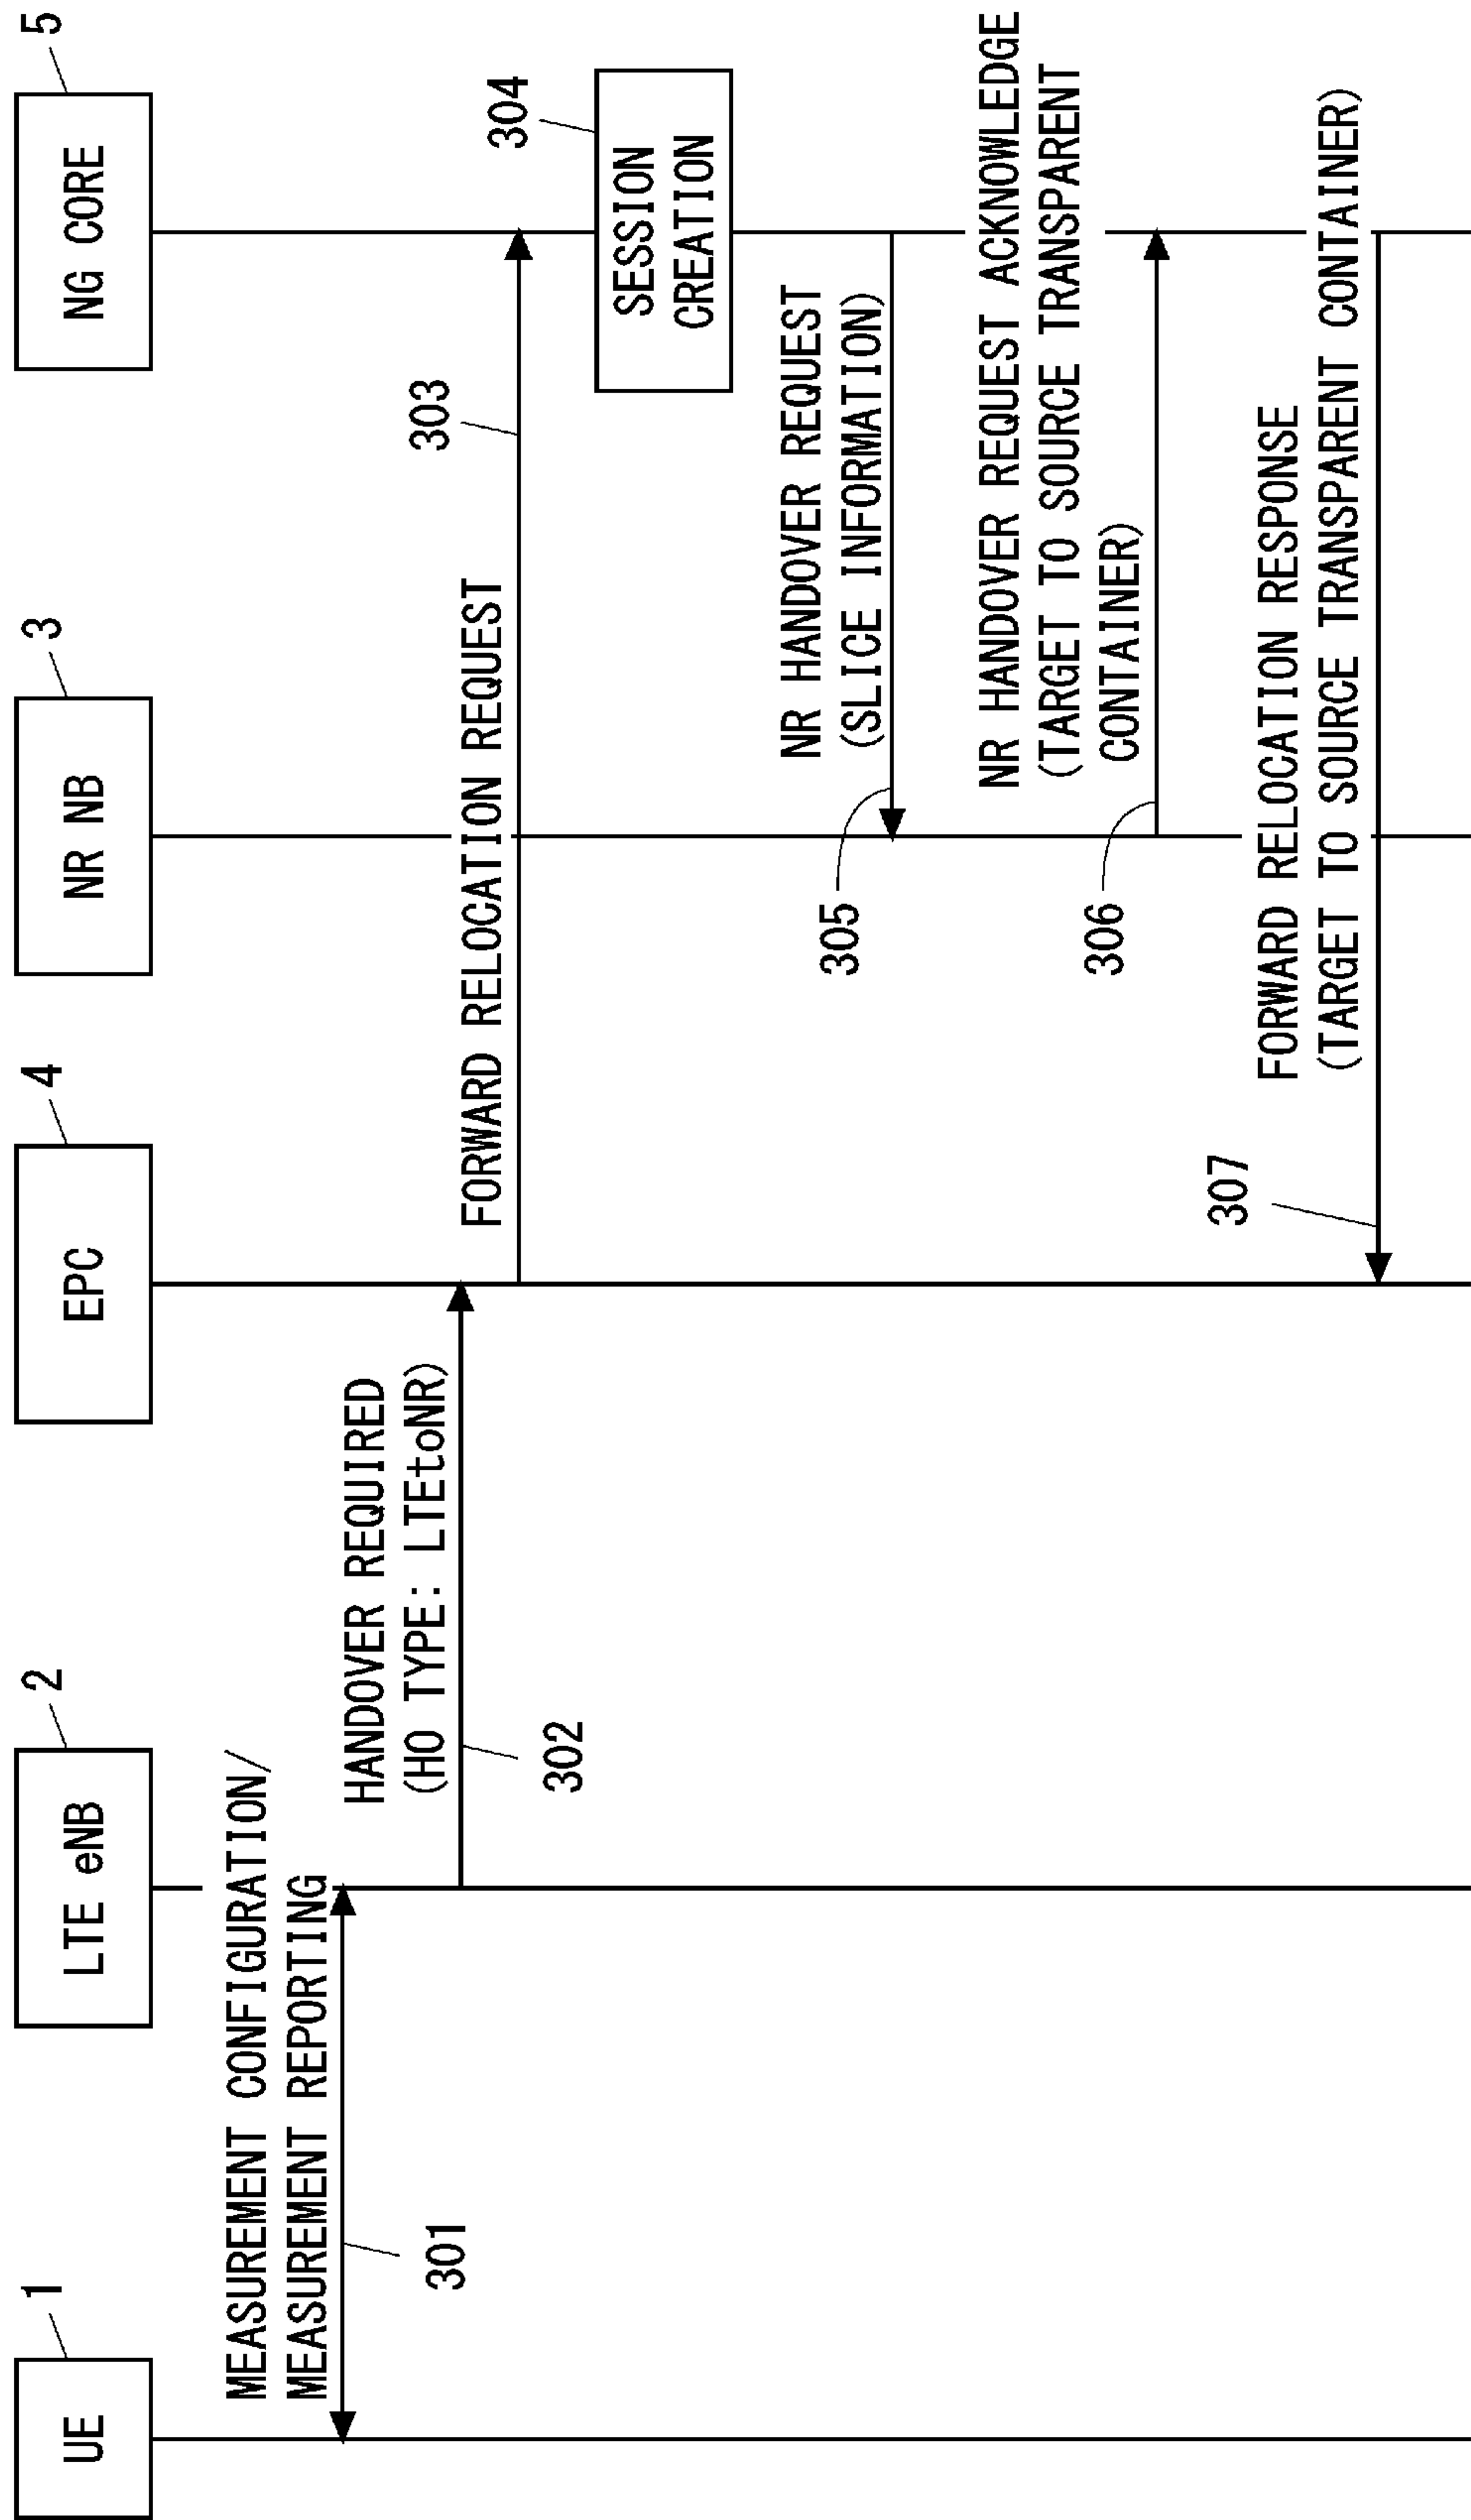 UE
1
LTE eNB
2
EPC
4
NR NB
3
NG CORE
5
MEASUREMENT CONFIGURATION/
MEASUREMENT REPORTING
301
HANDOVER REQUIRED
(HO TYPE: LTEtoNR)
302
FORWARD RELOCATION REQUEST
303
SESSION
CREATION
304
NR HANDOVER REQUEST
(SLICE INFORMATION)
305
NR HANDOVER REQUEST ACKNOWLEDGE
(TARGET TO SOURCE TRANSPARENT
CONTAINER)
306
FORWARD RELOCATION RESPONSE
(TARGET TO SOURCE TRANSPARENT CONTAINER)
307